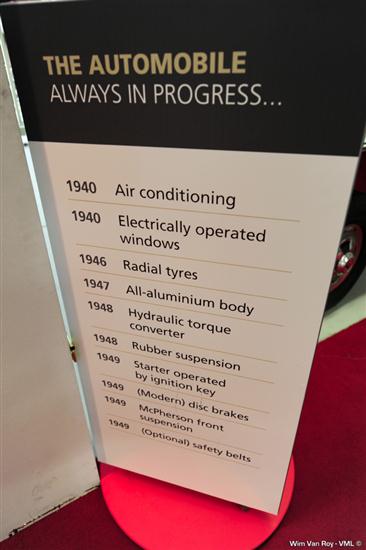 THE AUTOMOBILE
ALWAYS IN PROGRESS...
1940 Air conditioning
1940 Electrically operated
windows
1946 Radial tyres
1947 All-aluminium body
1948 Hydraulic torque
converter
1948 Rubber suspension
1949 Starter operated
by ignition key
1949 (Modern) disc brakes
1949 McPherson front
suspension
1949 (Optional) safety belts
Wim Van Roy - VML ©